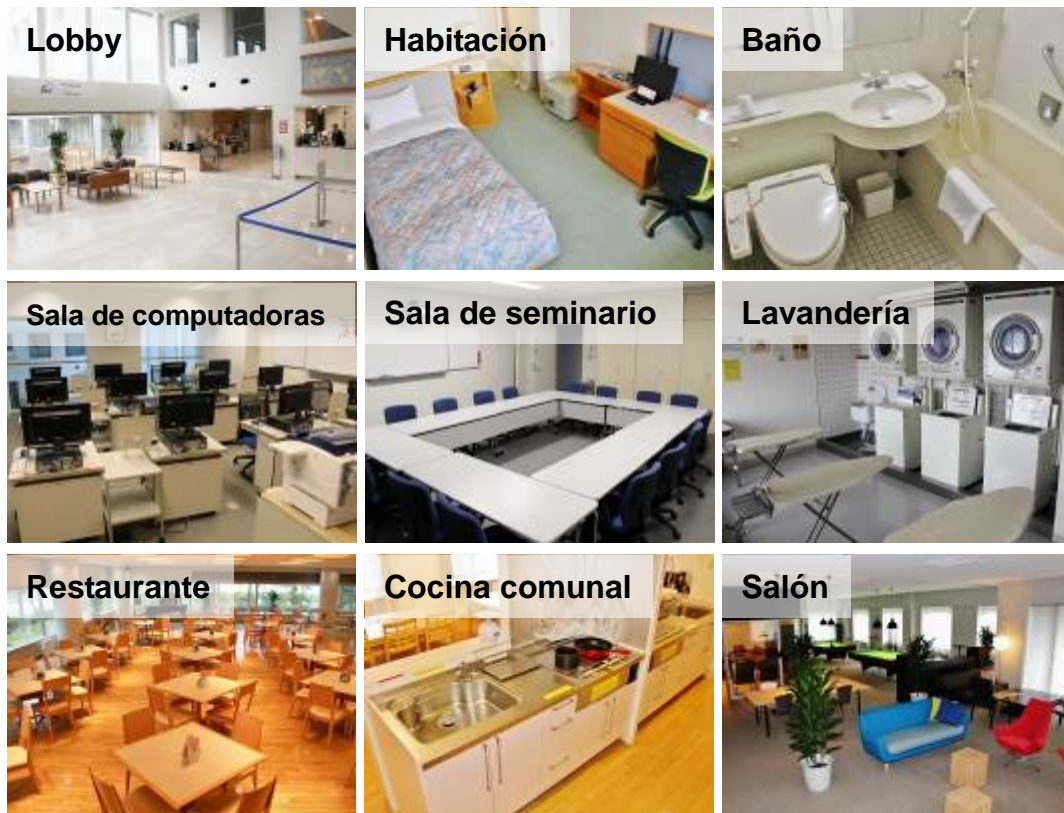 Lobby
Habitación
Baño
Sala de computadoras
Sala de seminario
Lavandería
Restaurante
Cocina comunal
Salón